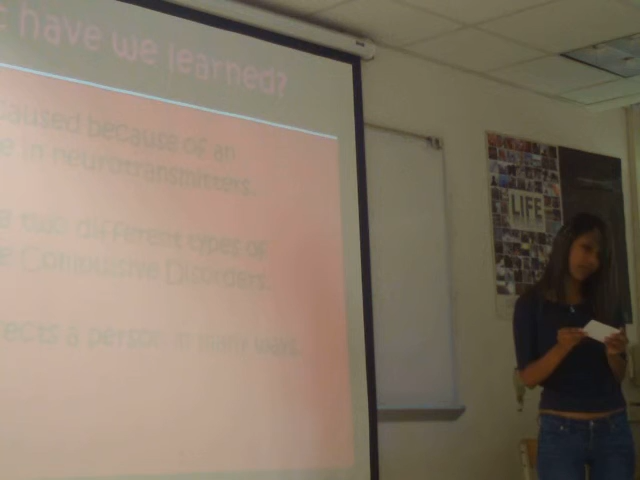 have we learned?
caused because of an
e in neurotransmitters.
two different types of
e Compulsive Disorders.
ects a person in many ways.
LIFE